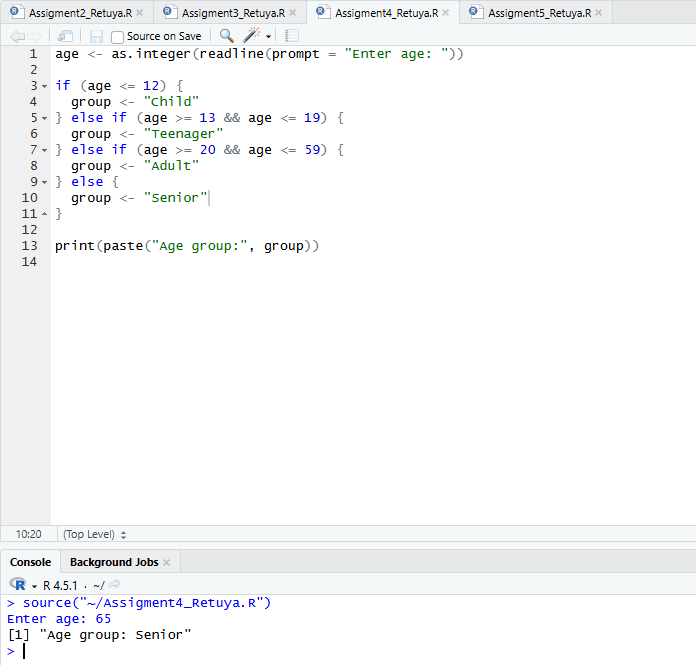 Assigment2_Retuya.R Assigment3_Retuya.R Assigment4_Retuya.R Assigment5_Retuya.R
Source on Save
1 age <- as.integer(readline(prompt = "Enter age: "))
2
3 if (age <= 12) {
4   group <- "Child"
5 } else if (age >= 13 && age <= 19) {
6   group <- "Teenager"
7 } else if (age >= 20 && age <= 59) {
8   group <- "Adult"
9 } else {
10   group <- "Senior"
11 }
12
13 print(paste("Age group:", group))
14
10:20 (Top Level)
Console Background Jobs
R R 4.5.1 · ~/
> source("~/Assigment4_Retuya.R")
Enter age: 65
[1] "Age group: Senior"
>